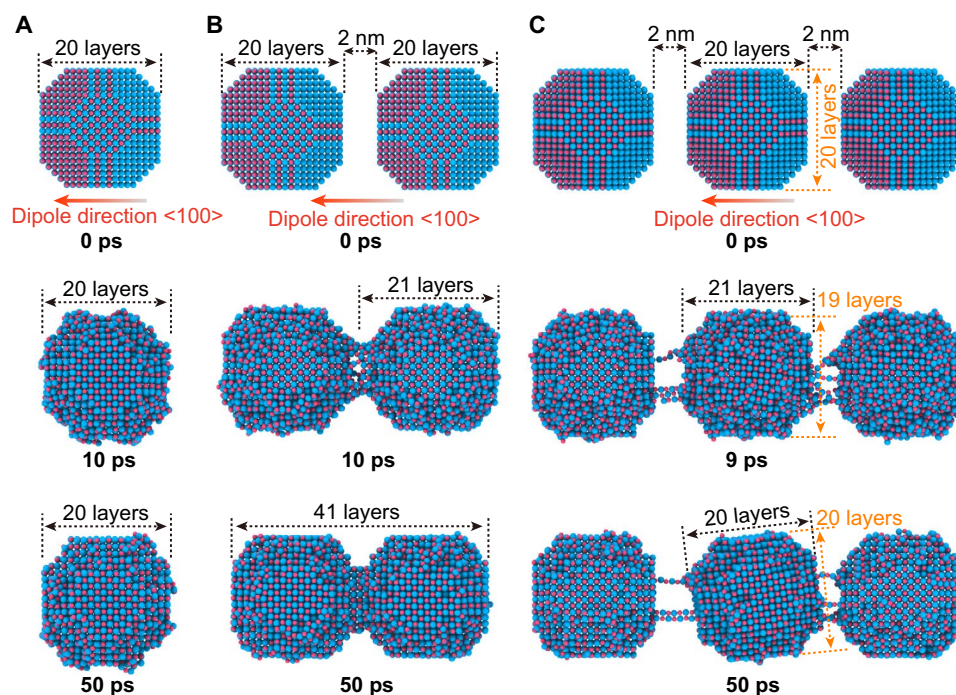 A
B
C
20 layers
20 layers
2 nm
20 layers
2 nm
20 layers
2 nm
20 layers
Dipole direction <100>
Dipole direction <100>
Dipole direction <100>
0 ps
0 ps
0 ps
20 layers
21 layers
21 layers
19 layers
10 ps
10 ps
9 ps
20 layers
41 layers
20 layers
20 layers
50 ps
50 ps
50 ps